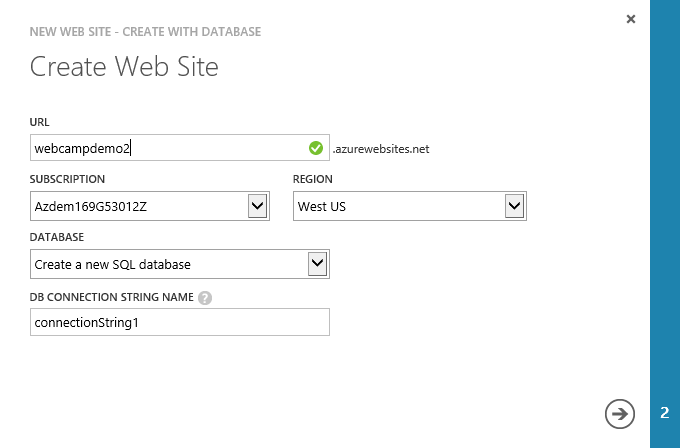 NEW WEB SITE - CREATE WITH DATABASE
Create Web Site
URL
webcampdemo2 .azurewebsites.net
SUBSCRIPTION REGION
Azdem169G53012Z West US
DATABASE
Create a new SQL database
DB CONNECTION STRING NAME ?
connectionString1
2